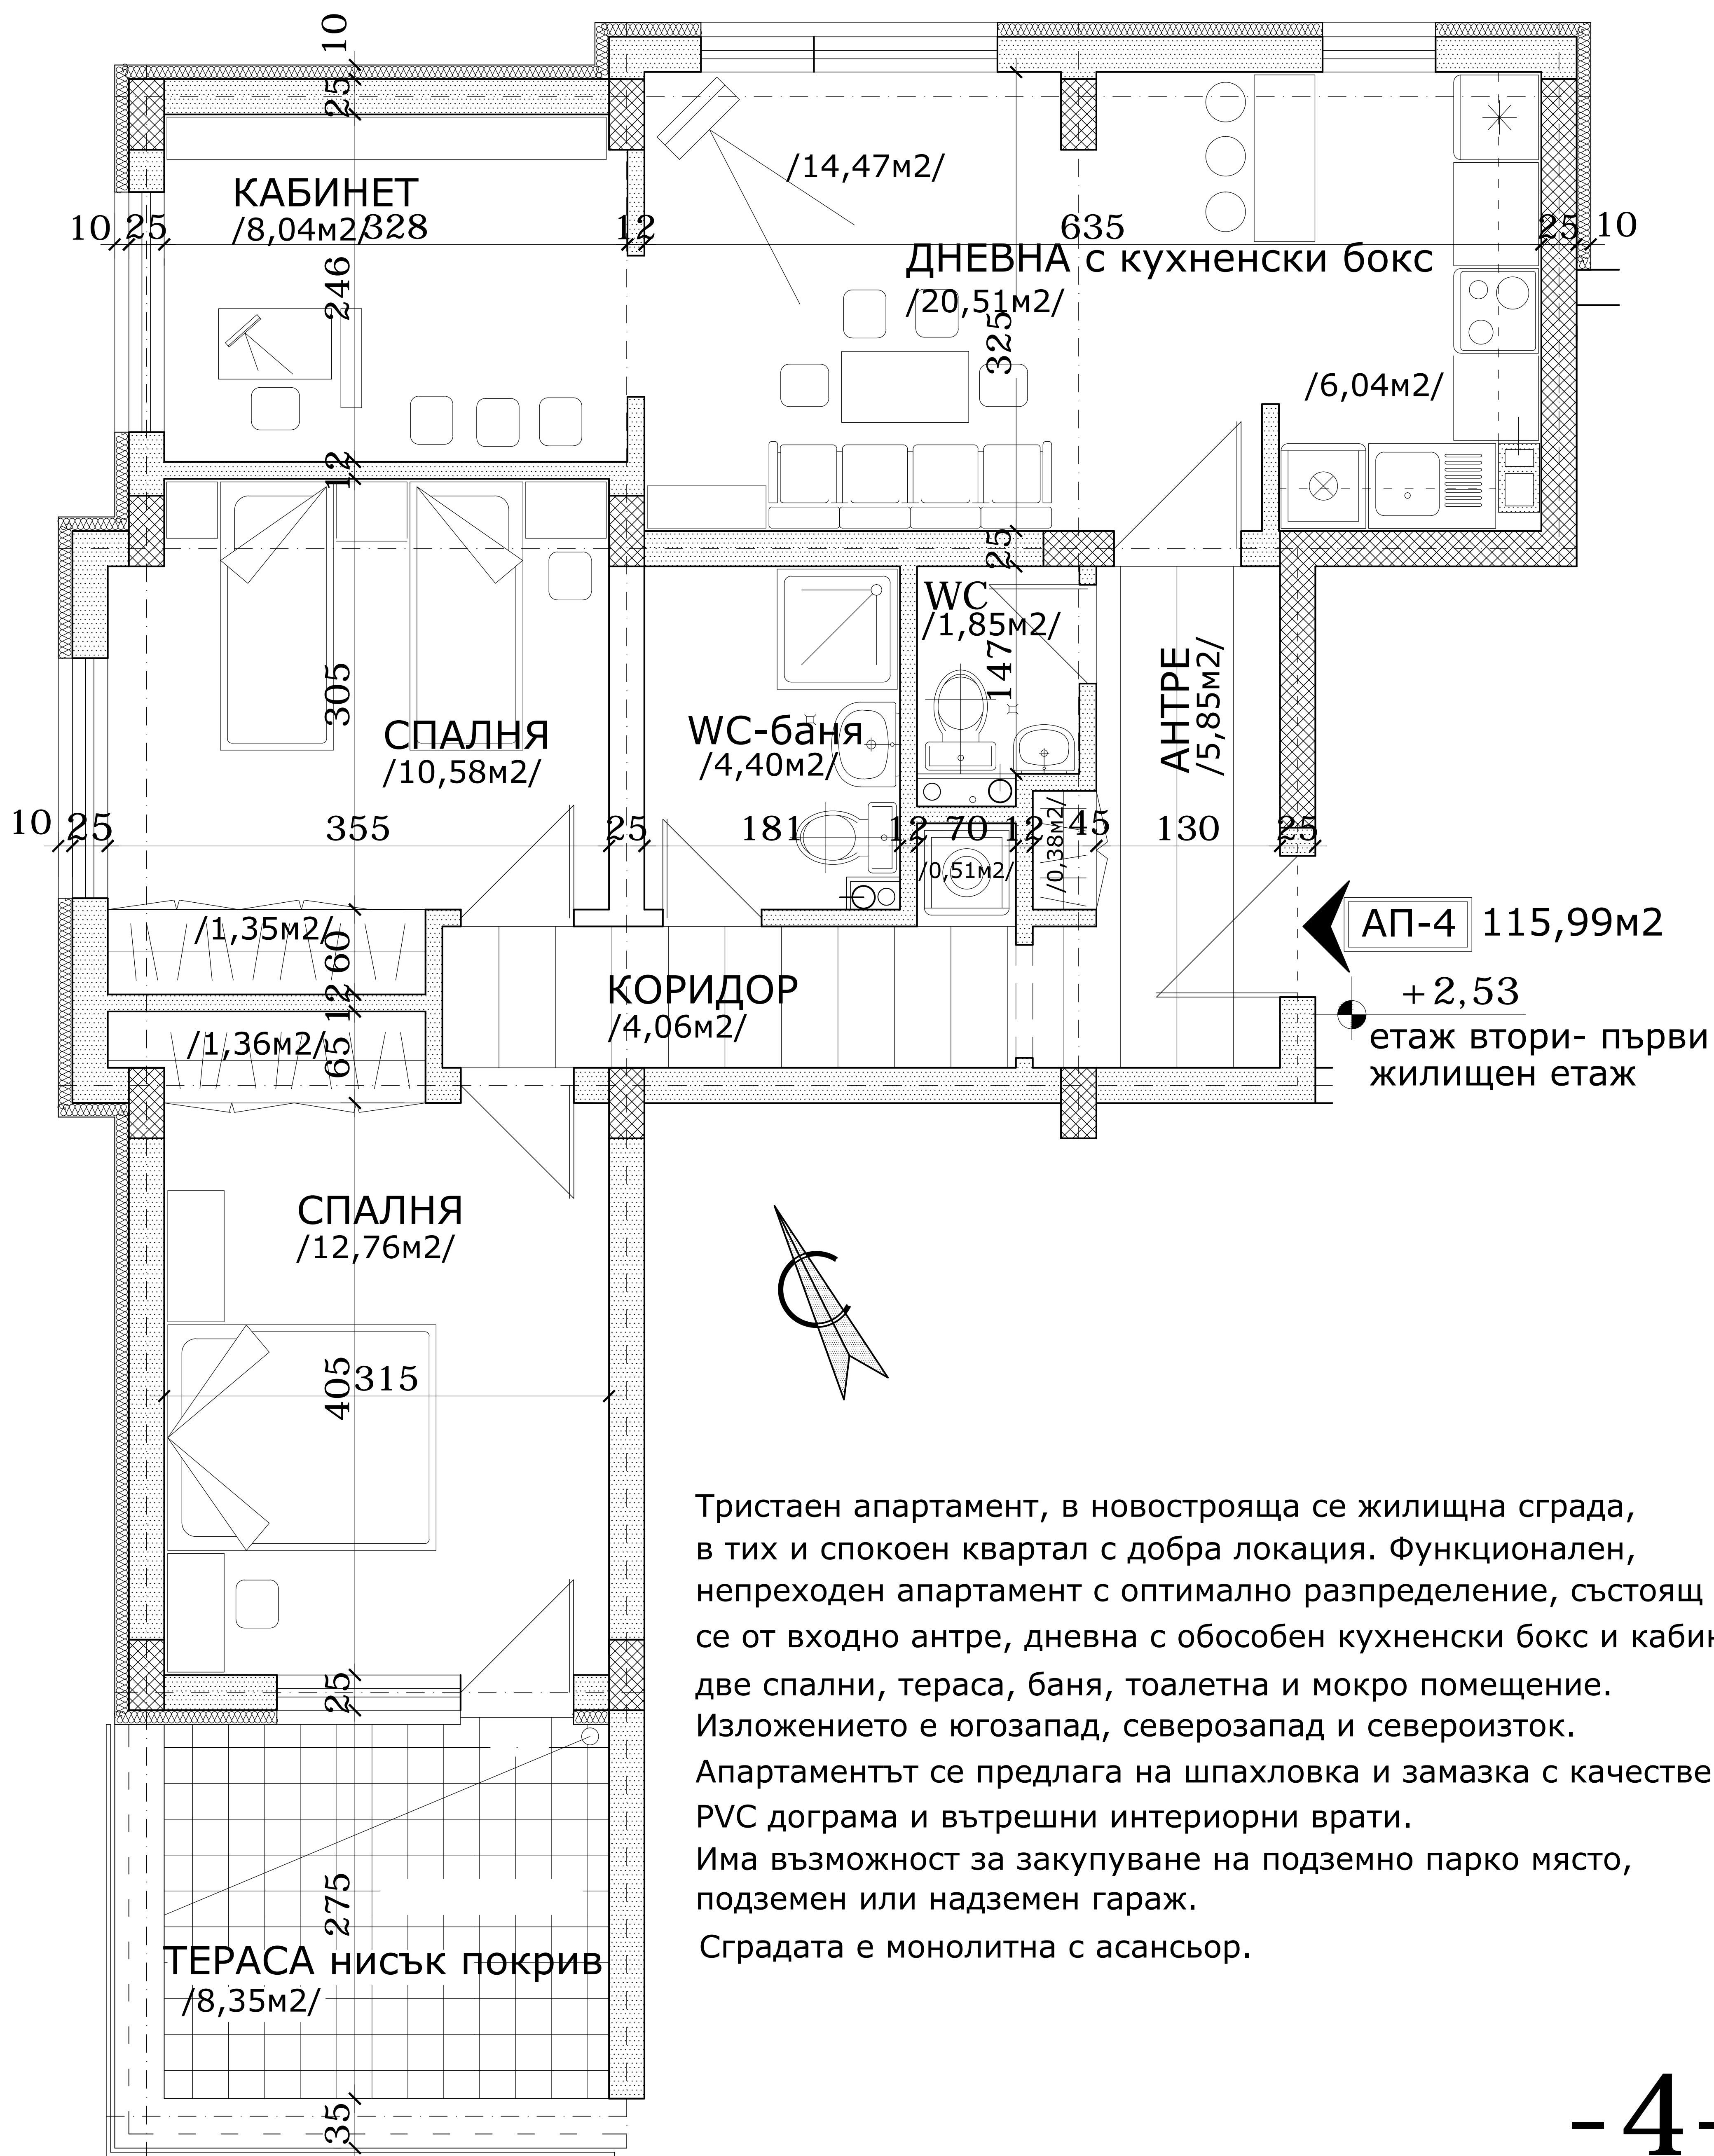 10
25
/14,47м2/
КАБИНЕТ
/8,04м2/
10 25 328 12 635 25 10
ДНЕВНА с кухненски бокс
/20,51м2/
246
325
/6,04м2/
12
25
WC
/1,85м2/
147
АНТРЕ
/5,85м2/
305
СПАЛНЯ
/10,58м2/
WC-баня
/4,40м2/
10 25 355 25 181 12 70 12 45 130 25
/0,51м2/
/0,38м2/
/1,35м2/
60
АП-4 115,99м2
КОРИДОР
/4,06м2/
+2,53
12
етаж втори- първи
жилищен етаж
/1,36м2/
65
СПАЛНЯ
/12,76м2/
405
315
Тристаен апартамент, в новострояща се жилищна сграда,
в тих и спокоен квартал с добра локация. Функционален,
непреходен апартамент с оптимално разпределение, състоящ
се от входно антре, дневна с обособен кухненски бокс и
две спални, тераса, баня, тоалетна и мокро помещение.
Изложението е югозапад, северозапад и североизток.
Апартаментът се предлага на шпахловка и замазка с
PVC дограма и вътрешни интериорни врати.
Има възможност за закупуване на подземно парко място,
подземен или надземен гараж.
Сградата е монолитна с асансьор.
25
275
ТЕРАСА нисък покрив
/8,35м2/
35
-4-